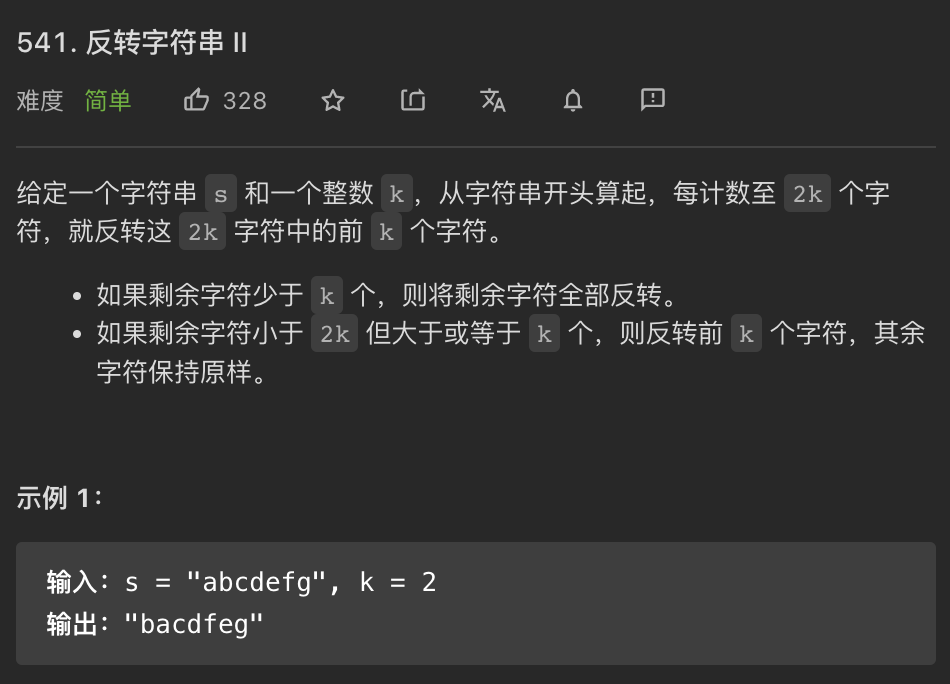 541. 反转字符串 II
难度 简单 328
给定一个字符串 s 和一个整数 k，从字符串开头算起，每计数至 2k 个字
符，就反转这 2k 字符中的前 k 个字符。
如果剩余字符少于 k 个，则将剩余字符全部反转。
如果剩余字符小于 2k 但大于或等于 k 个，则反转前 k 个字符，其余
字符保持原样。
示例 1：
输入：s = "abcdefg", k = 2
输出："bacdfeg"